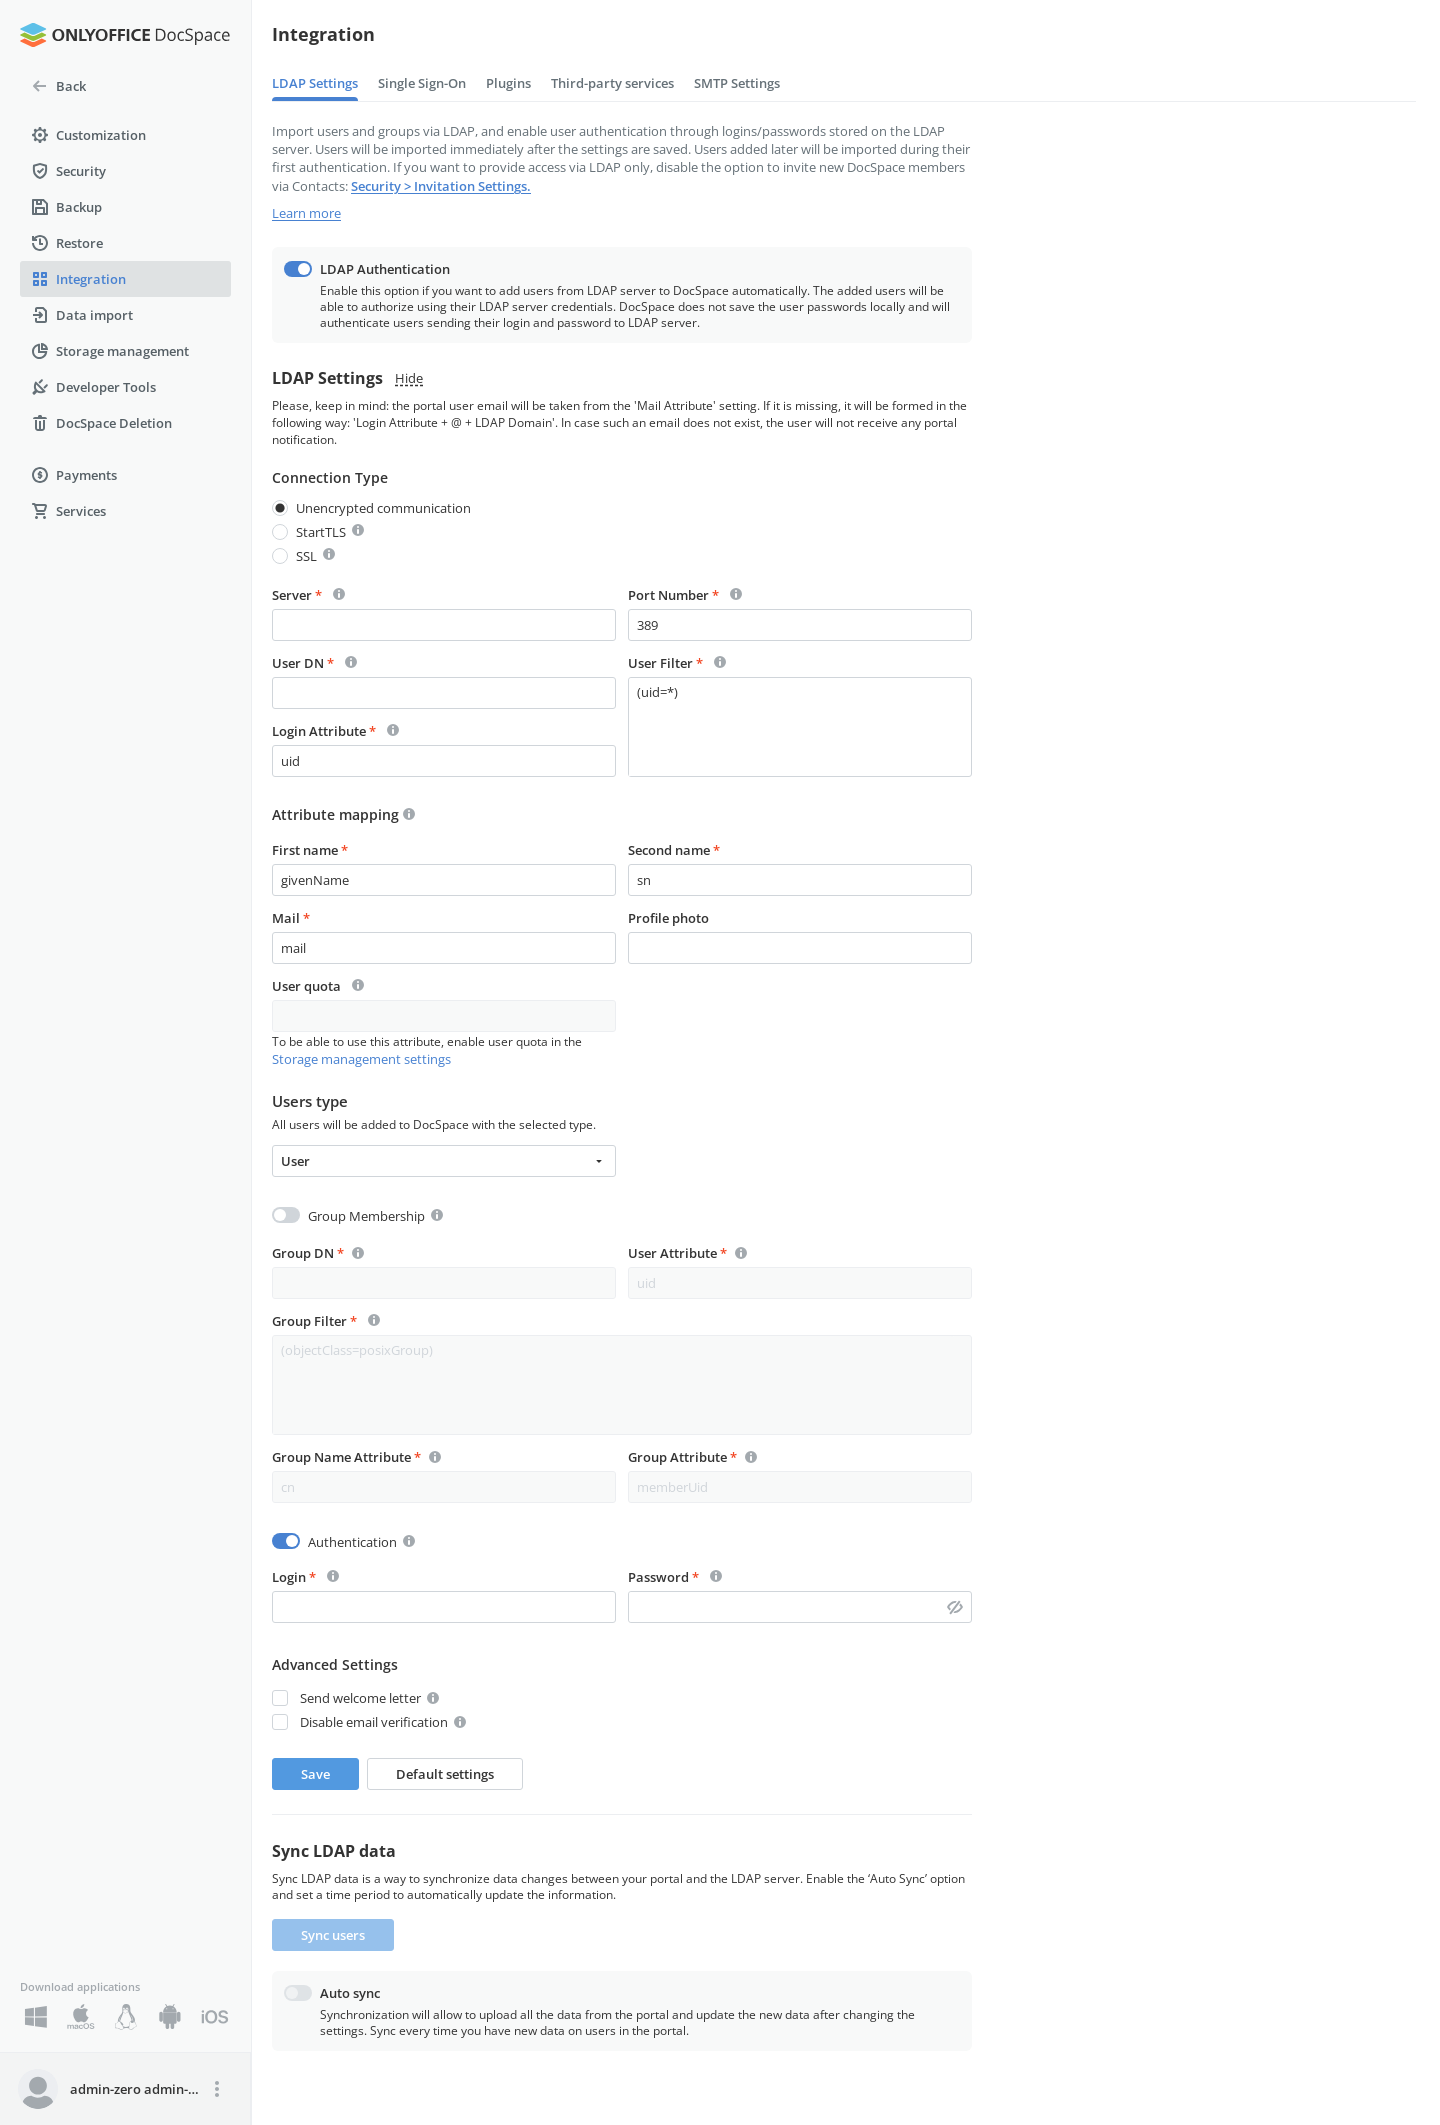 ONLYOFFICE DocSpace
Back
Customization
Security
Backup
Restore
Integration
Data import
Storage management
Developer Tools
DocSpace Deletion
Payments
Services
Download applications
macOS
iOS
admin-zero admin-...
Integration
LDAP Settings Single Sign-On Plugins Third-party services SMTP Settings
Import users and groups via LDAP, and enable user authentication through logins/passwords stored on the LDAP
server. Users will be imported immediately after the settings are saved. Users added later will be imported during their
first authentication. If you want to provide access via LDAP only, disable the option to invite new DocSpace members
via Contacts: Security > Invitation Settings.
Learn more
LDAP Authentication
Enable this option if you want to add users from LDAP server to DocSpace automatically. The added users will be
able to authorize using their LDAP server credentials. DocSpace does not save the user passwords locally and will
authenticate users sending their login and password to LDAP server.
LDAP Settings Hide
Please, keep in mind: the portal user email will be taken from the 'Mail Attribute' setting. If it is missing, it will be formed in the
following way: 'Login Attribute + @ + LDAP Domain'. In case such an email does not exist, the user will not receive any portal
notification.
Connection Type
Unencrypted communication
StartTLS
SSL
Server * Port Number *
389
User DN * User Filter *
(uid=*)
Login Attribute *
uid
Attribute mapping
First name * Second name *
givenName sn
Mail * Profile photo
mail
User quota
To be able to use this attribute, enable user quota in the
Storage management settings
Users type
All users will be added to DocSpace with the selected type.
User
Group Membership
Group DN * User Attribute *
uid
Group Filter *
(objectClass=posixGroup)
Group Name Attribute * Group Attribute *
cn memberUid
Authentication
Login * Password *
Advanced Settings
Send welcome letter
Disable email verification
Save Default settings
Sync LDAP data
Sync LDAP data is a way to synchronize data changes between your portal and the LDAP server. Enable the ‘Auto Sync’ option
and set a time period to automatically update the information.
Sync users
Auto sync
Synchronization will allow to upload all the data from the portal and update the new data after changing the
settings. Sync every time you have new data on users in the portal.